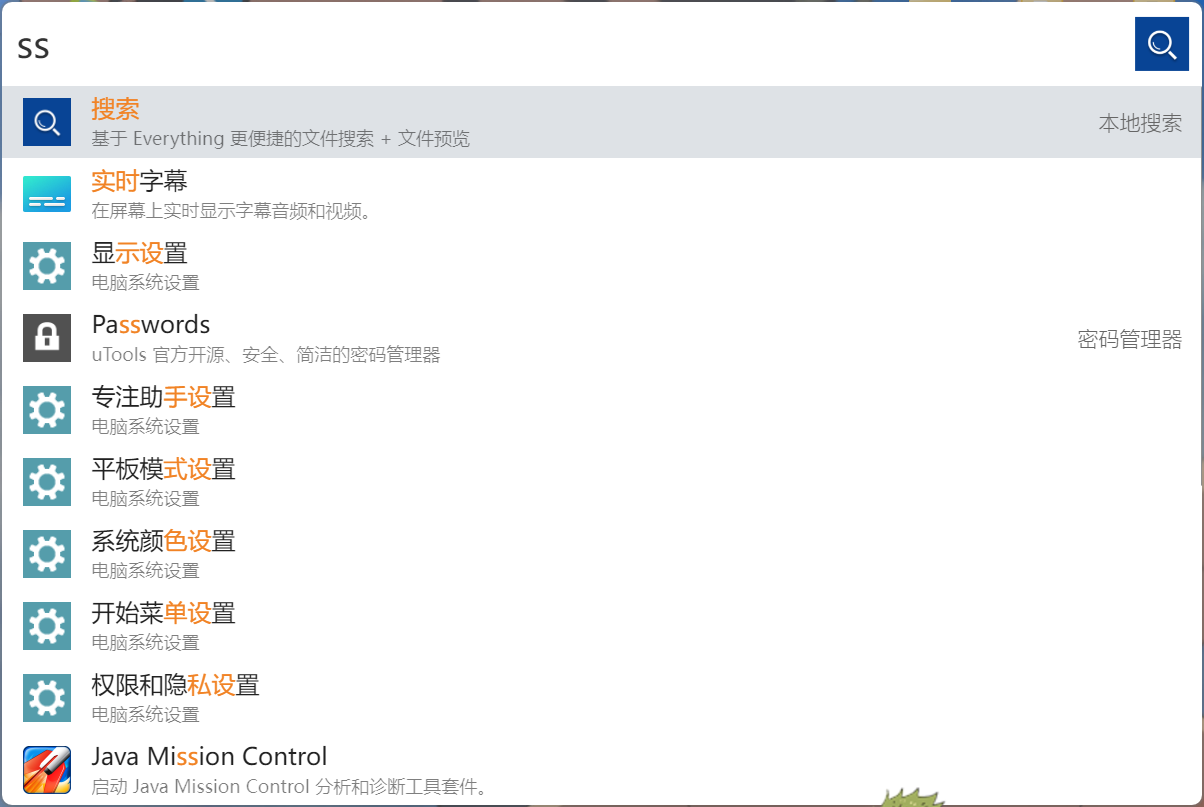 ss
搜索
基于 Everything 更便捷的文件搜索 + 文件预览
本地搜索
实时字幕
在屏幕上实时显示字幕音频和视频。
显示设置
电脑系统设置
Passwords
uTools 官方开源、安全、简洁的密码管理器
密码管理器
专注助手设置
电脑系统设置
平板模式设置
电脑系统设置
系统颜色设置
电脑系统设置
开始菜单设置
电脑系统设置
权限和隐私设置
电脑系统设置
Java Mission Control
启动 Java Mission Control 分析和诊断工具套件。